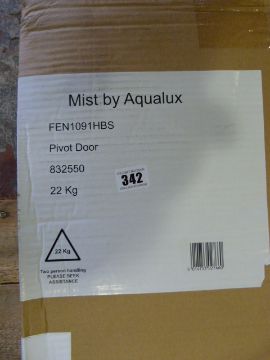 Mist by Aqualux
FEN1091HBS
Pivot Door
832550
342
22 Kg
22 Kg
Two person handling
PLEASE SEEK
ASSISTANCE